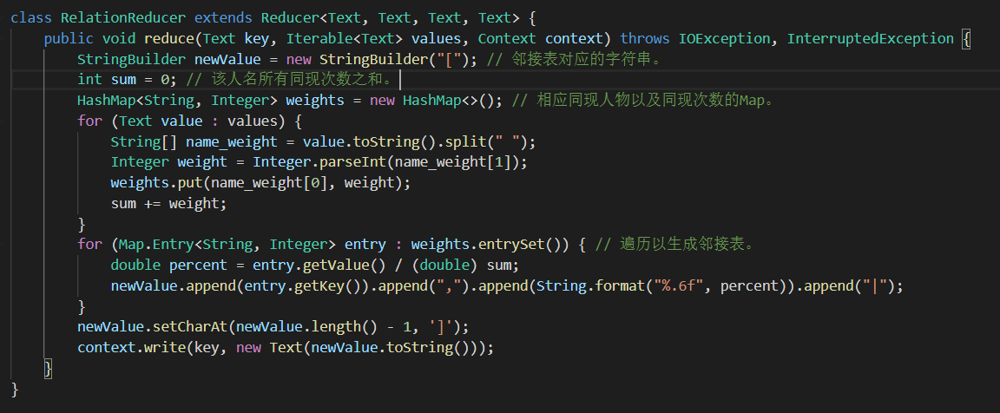 class RelationReducer extends Reducer<Text, Text, Text, Text> {
    public void reduce(Text key, Iterable<Text> values, Context context) throws IOException, InterruptedException {
        StringBuilder newValue = new StringBuilder("["); // 邻接表对应的字符串。
        int sum = 0; // 该人名所有同现次数之和。
        HashMap<String, Integer> weights = new HashMap<>(); // 相应同现人物以及同现次数的Map。
        for (Text value : values) {
            String[] name_weight = value.toString().split(" ");
            Integer weight = Integer.parseInt(name_weight[1]);
            weights.put(name_weight[0], weight);
            sum += weight;
        }
        for (Map.Entry<String, Integer> entry : weights.entrySet()) { // 遍历以生成邻接表。
            double percent = entry.getValue() / (double) sum;
            newValue.append(entry.getKey()).append(",").append(String.format("%.6f", percent)).append("|");
        }
        newValue.setCharAt(newValue.length() - 1, ']');
        context.write(key, new Text(newValue.toString()));
    }
}